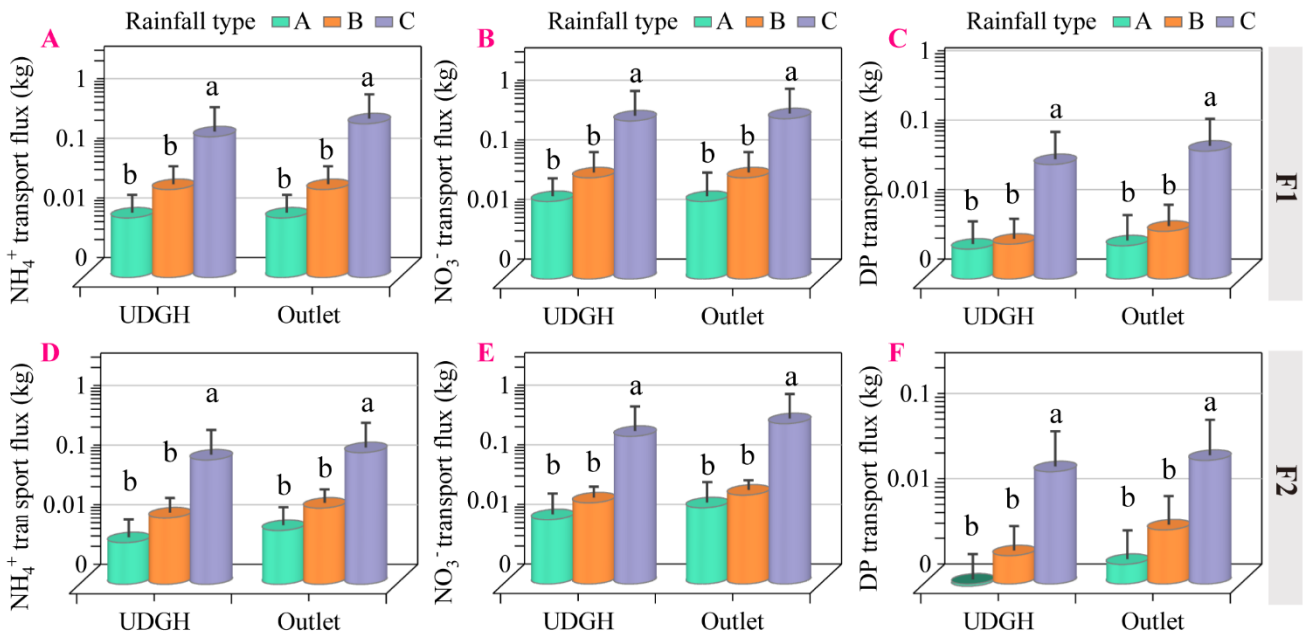 Rainfall type A B C
Rainfall type A B C
Rainfall type A B C
A
NH₄⁺ transport flux (kg)
1
0.1
0.01
0
b b a b b a
UDGH Outlet
B
NO₃⁻ transport flux (kg)
1
0.1
0.01
0
b b a b b a
UDGH Outlet
C
DP transport flux (kg)
1
0.1
0.01
0
b b a b b a
UDGH Outlet
F1
D
NH₄⁺ tran sport flux (kg)
1
0.1
0.01
0
b b a b b a
UDGH Outlet
E
NO₃⁻ transport flux (kg)
1
0.1
0.01
0
b b a b b a
UDGH Outlet
F
DP transport flux (kg)
0.1
0.01
0
b b a b b a
UDGH Outlet
F2